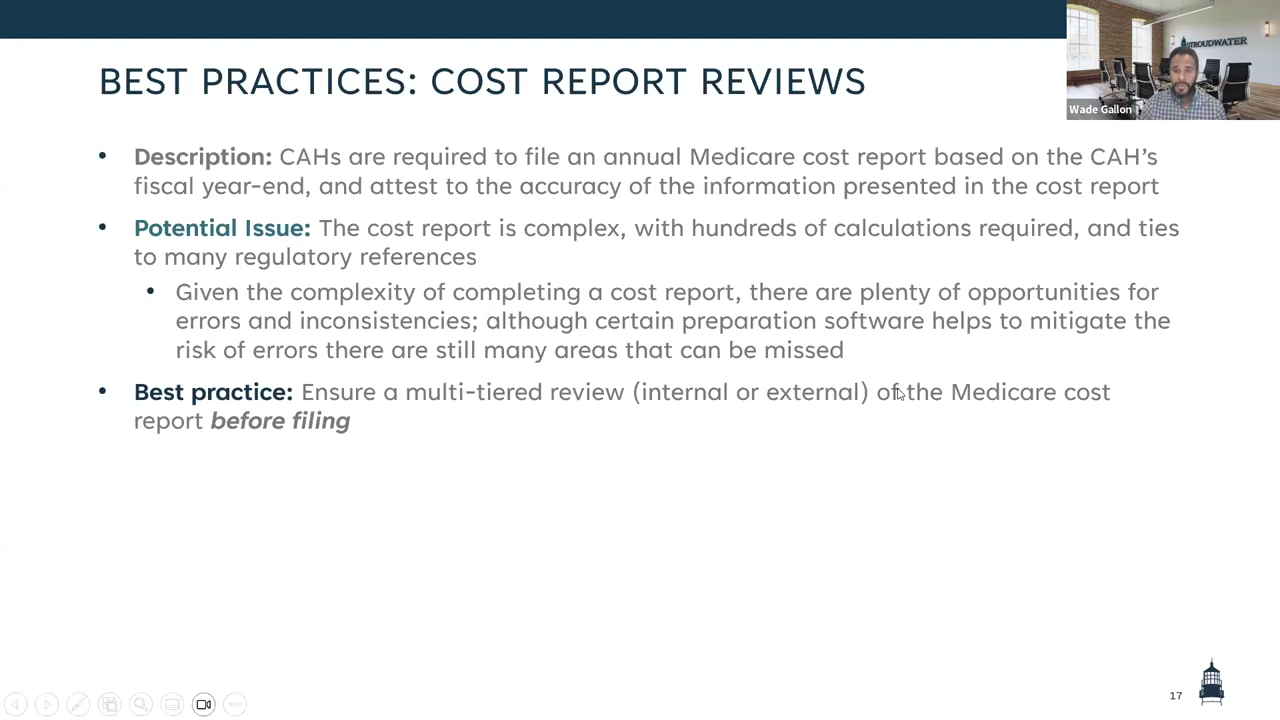 STROUDWATER
Wade Gallon
BEST PRACTICES: COST REPORT REVIEWS
• Description: CAHs are required to file an annual Medicare cost report based on the CAH's
fiscal year-end, and attest to the accuracy of the information presented in the cost report
• Potential Issue: The cost report is complex, with hundreds of calculations required, and ties
to many regulatory references
• Given the complexity of completing a cost report, there are plenty of opportunities for
errors and inconsistencies; although certain preparation software helps to mitigate the
risk of errors there are still many areas that can be missed
• Best practice: Ensure a multi-tiered review (internal or external) of the Medicare cost
report before filing
17